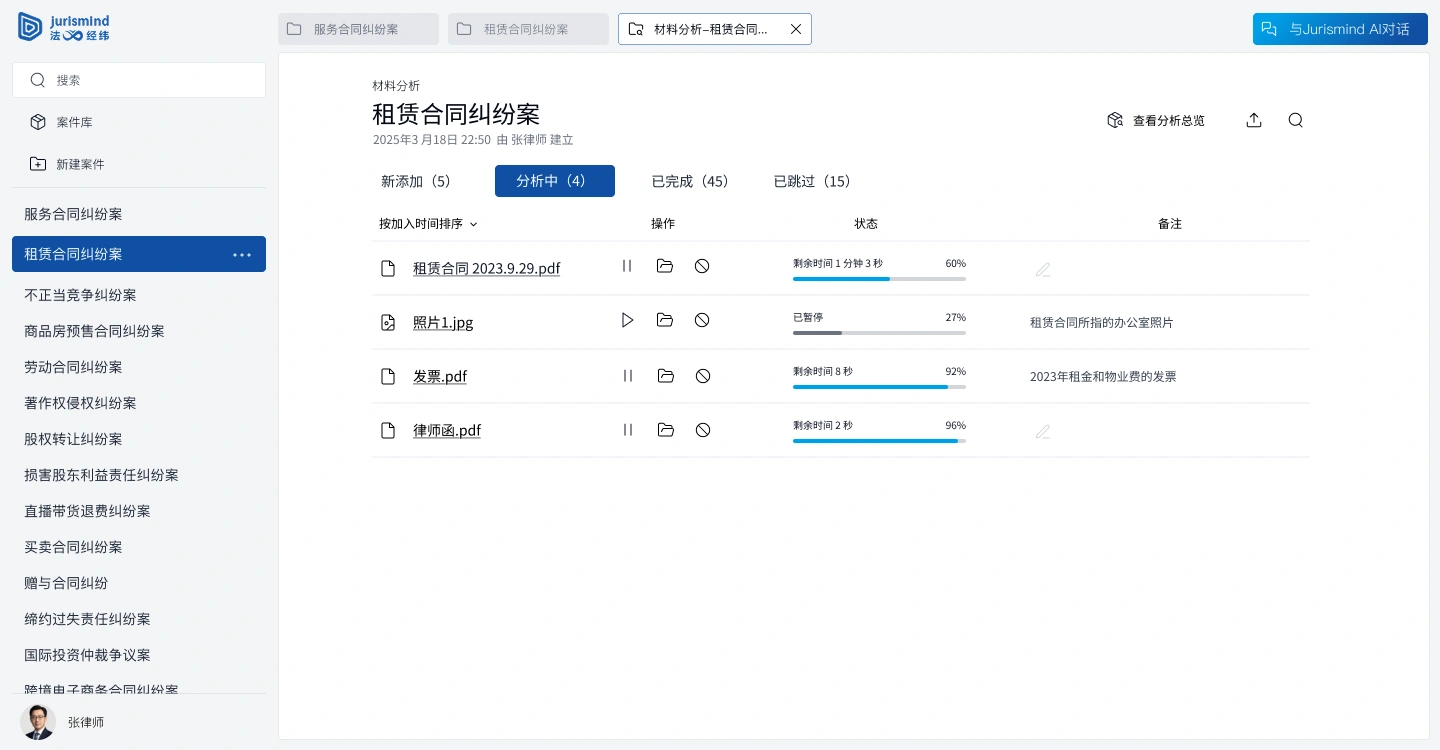 jurismind
法 经纬
服务合同纠纷案
租赁合同纠纷案
材料分析–租赁合同...
与Jurismind AI对话
搜索
案件库
新建案件
服务合同纠纷案
租赁合同纠纷案
不正当竞争纠纷案
商品房预售合同纠纷案
劳动合同纠纷案
著作权侵权纠纷案
股权转让纠纷案
损害股东利益责任纠纷案
直播带货退费纠纷案
买卖合同纠纷案
赠与合同纠纷
缔约过失责任纠纷案
国际投资仲裁争议案
跨境电子商务合同纠纷案
张律师
材料分析
租赁合同纠纷案
2025年3月18日 22:50 由 张律师 建立
查看分析总览
新添加（5） 分析中（4） 已完成（45） 已跳过（15）
按加入时间排序 操作 状态 备注
租赁合同 2023.9.29.pdf 剩余时间 1 分钟 3 秒 60%
照片1.jpg 已暂停 27% 租赁合同所指的办公室照片
发票.pdf 剩余时间 8 秒 92% 2023年租金和物业费的发票
律师函.pdf 剩余时间 2 秒 96%